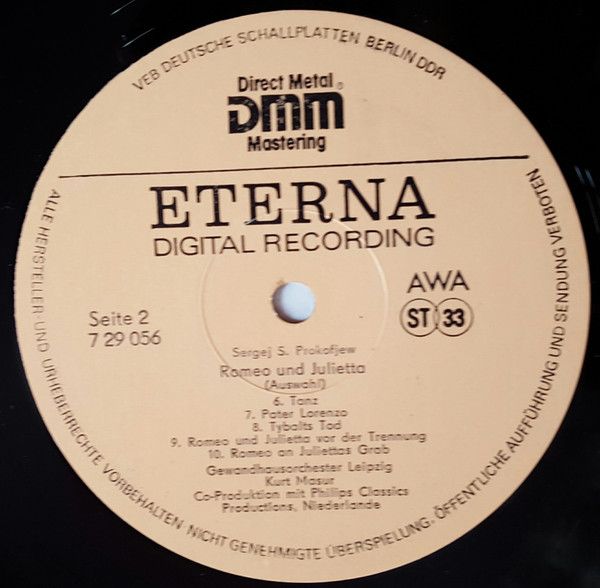 VEB DEUTSCHE SCHALLPLATTEN BERLIN DDR
Direct Metal ®
DMM
Mastering
ETERNA
DIGITAL RECORDING
AWA
Seite 2
ST 33
7 29 056
Sergej S. Prokofjew
Romeo und Julietta
(Auswahl)
6. Tanz
7. Pater Lorenzo
8. Tybalts Tod
9. Romeo und Julietta vor der Trennung
10. Romeo an Juliettas Grab
Gewandhausorchester Leipzig
Kurt Masur
Co-Produktion mit Philips Classics
Productions, Niederlande
ALLE HERSTELLER- UND URHEBERRECHTE VORBEHALTEN · NICHT GENEHMIGTE ÜBERSPIELUNG, ÖFFENTLICHE AUFFÜHRUNG UND SENDUNG VERBOTEN